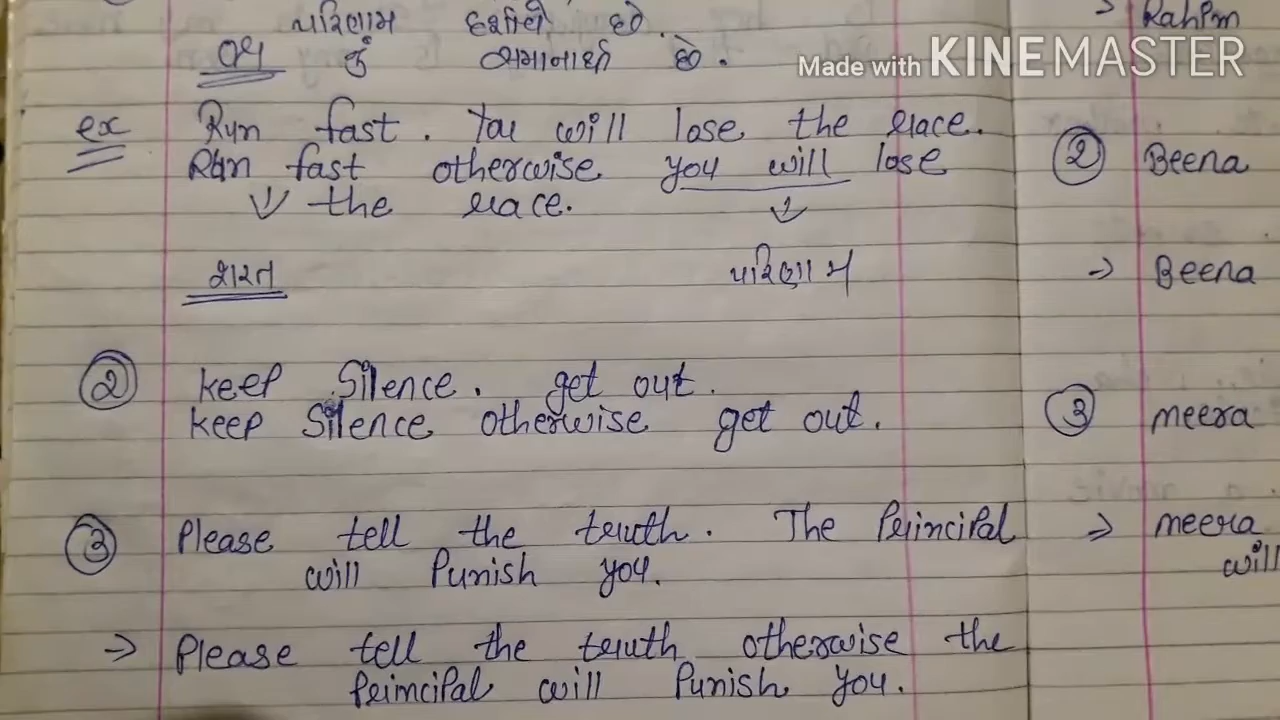 પરિણામ દર્શાવે છે.
સમાનાર્થી છે.
Made with KINEMASTER
ex Run fast. You will lose the race.
Run fast otherwise you will lose
the race.
શરત પરિણામ
② keep Silence. get out.
keep Silence otherwise get out.
③ Please tell the truth. The Principal
will Punish you.
→ Please tell the truth otherwise the
Principal will Punish you.
→ Rahim
② Beena
→ Beena
③ meera
→ meera
will